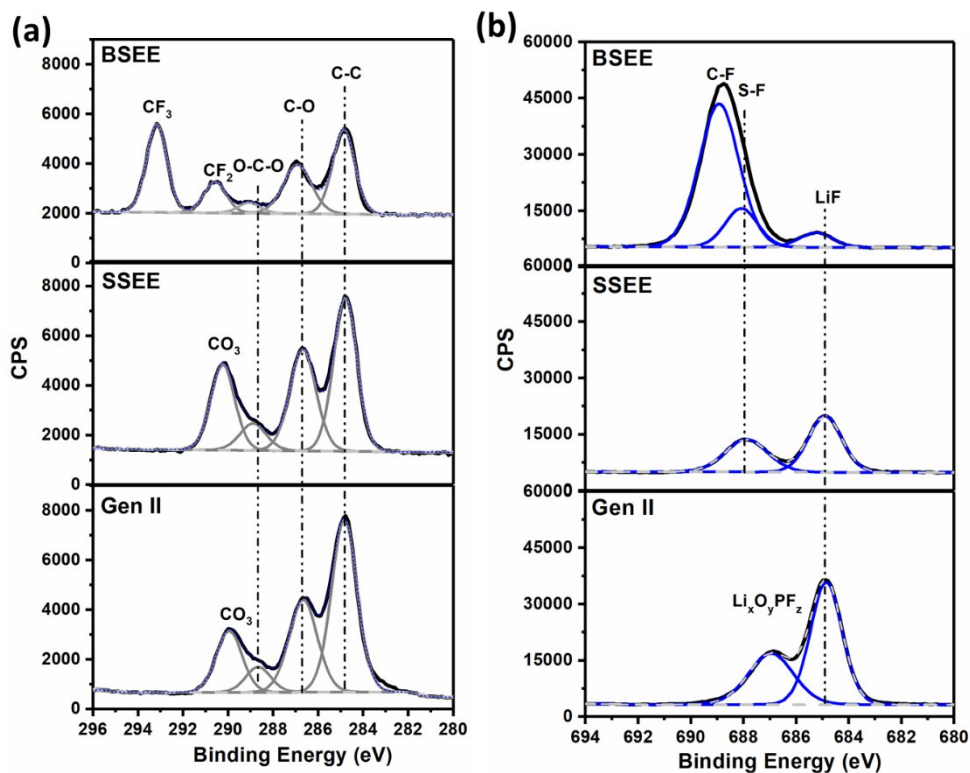 (a)
BSEE
8000
6000
4000
2000
0
CF3
CF2
O-C-O
C-O
C-C
SSEE
8000
6000
4000
2000
0
CO3
Gen II
8000
6000
4000
2000
0
CO3
CPS
296 294 292 290 288 286 284 282 280
Binding Energy (eV)
(b)
60000
BSEE
45000
30000
15000
C-F
S-F
LiF
60000
SSEE
45000
30000
15000
60000
Gen II
45000
30000
15000
0
LixOyPFz
CPS
694 692 690 688 686 684 682 680
Binding Energy (eV)